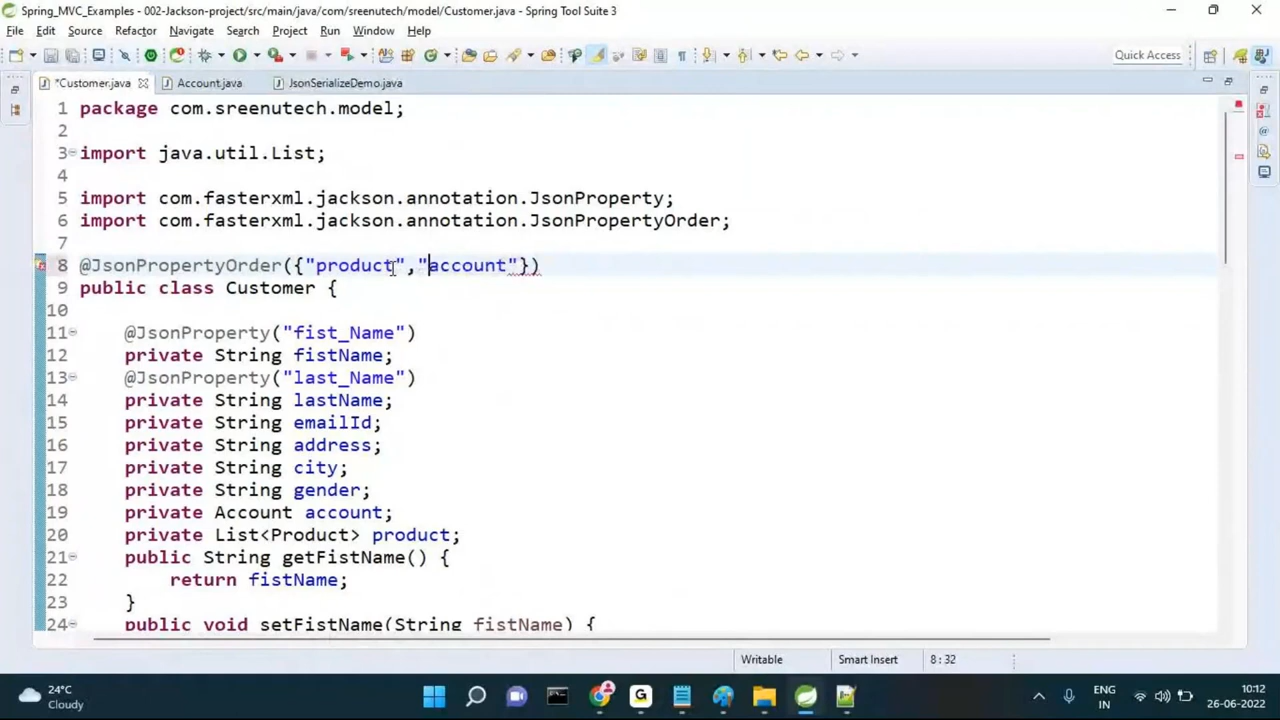 Spring_MVC_Examples - 002-Jackson-project/src/main/java/com/sreenutech/model/Customer.java - Spring Tool Suite 3
File Edit Source Refactor Navigate Search Project Run Window Help
Quick Access
*Customer.java Account.java JsonSerializeDemo.java
1 package com.sreenutech.model;
2
3 import java.util.List;
4
5 import com.fasterxml.jackson.annotation.JsonProperty;
6 import com.fasterxml.jackson.annotation.JsonPropertyOrder;
7
8 @JsonPropertyOrder({"product","account"})
9 public class Customer {
10
11 @JsonProperty("fist_Name")
12 private String fistName;
13 @JsonProperty("last_Name")
14 private String lastName;
15 private String emailId;
16 private String address;
17 private String city;
18 private String gender;
19 private Account account;
20 private List<Product> product;
21 public String getFistName() {
22 return fistName;
23 }
24 public void setFistName(String fistName) {
Writable Smart Insert 8 : 32
24°C
Cloudy
ENG
IN
10:12
26-06-2022